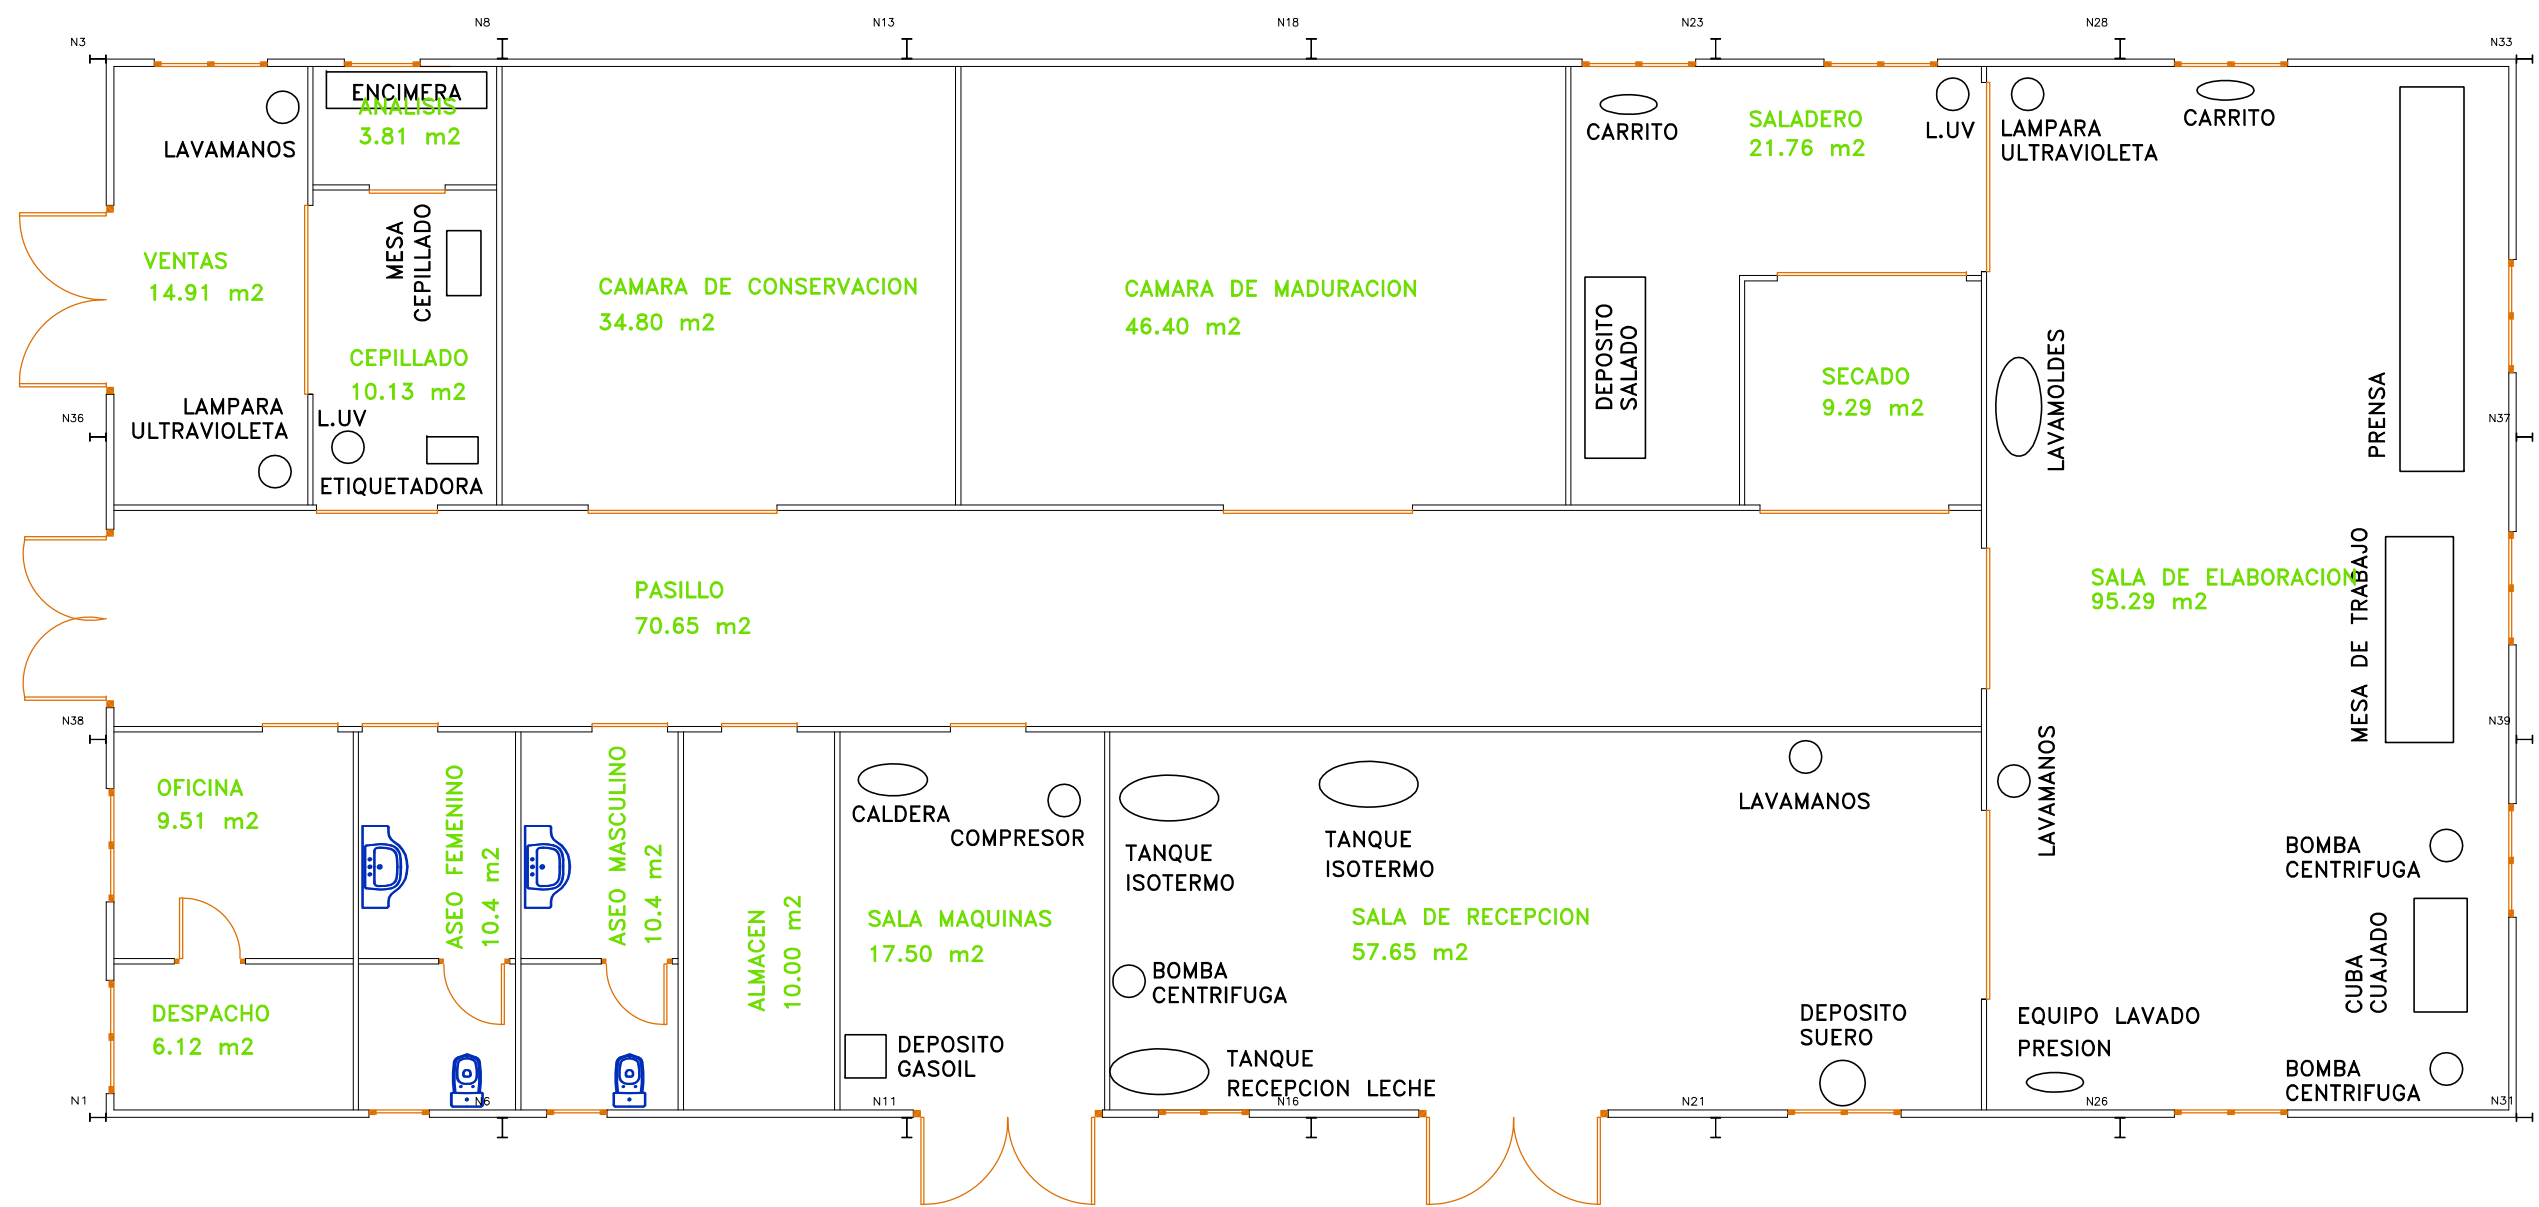 N3
N8
N13
N18
N23
N28
N33
ENCIMERA
ANALISIS
3.81 m2
LAVAMANOS
CARRITO
SALADERO
21.76 m2
L.UV
LAMPARA
ULTRAVIOLETA
CARRITO
VENTAS
14.91 m2
MESA
CEPILLADO
CAMARA DE CONSERVACION
34.80 m2
CAMARA DE MADURACION
46.40 m2
CEPILLADO
10.13 m2
DEPOSITO
SALADO
SECADO
9.29 m2
LAVAMOLDES
PRENSA
N36
LAMPARA
ULTRAVIOLETA
L.UV
ETIQUETADORA
N37
PASILLO
70.65 m2
SALA DE ELABORACION
95.29 m2
MESA DE TRABAJO
N38
N39
OFICINA
9.51 m2
ASEO FEMENINO
10.4 m2
ASEO MASCULINO
10.4 m2
ALMACEN
10.00 m2
CALDERA
COMPRESOR
SALA MAQUINAS
17.50 m2
TANQUE
ISOTERMO
TANQUE
ISOTERMO
LAVAMANOS
LAVAMANOS
BOMBA
CENTRIFUGA
SALA DE RECEPCION
57.65 m2
BOMBA
CENTRIFUGA
CUBA
CUAJADO
DESPACHO
6.12 m2
DEPOSITO
GASOIL
TANQUE
RECEPCION LECHE
DEPOSITO
SUERO
EQUIPO LAVADO
PRESION
BOMBA
CENTRIFUGA
N1
N6
N11
N16
N21
N26
N31